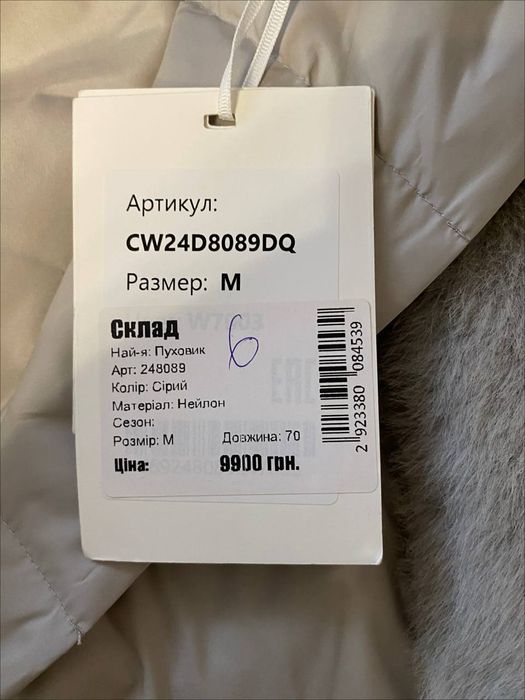 Артикул:
CW24D8089DQ
Размер: M
Склад
6
Най-я: Пуховик
Арт: 248089
Колір: Сірий
Матеріал: Нейлон
Сезон:
Розмір: M Довжина: 70
Ціна: 9900 грн.
2 923380 084539